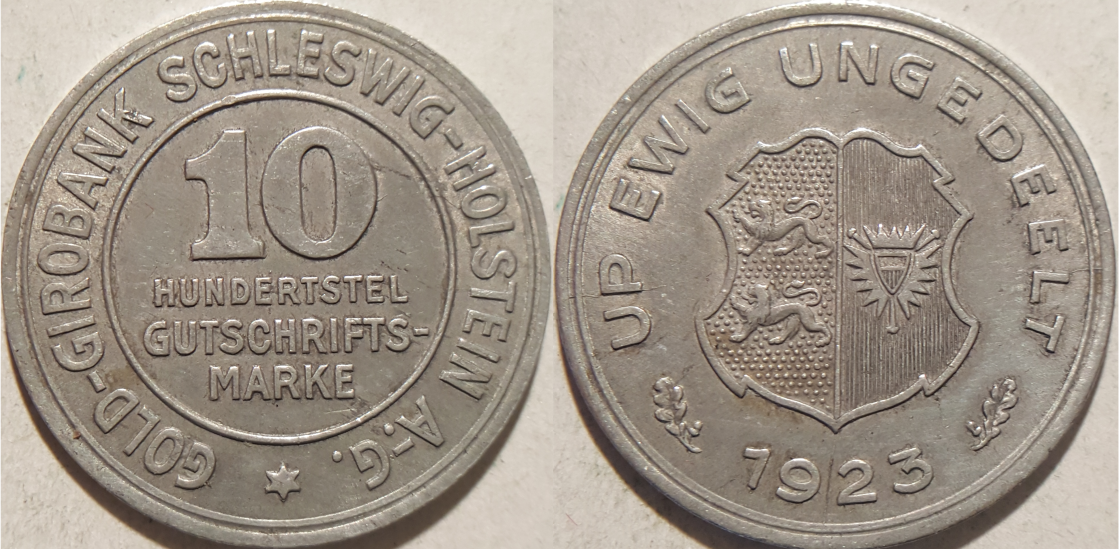 GOLD-GIROBANK SCHLESWIG-HOLSTEIN A.-G.
10
HUNDERTSTEL
GUTSCHRIFTS-
MARKE
UP EWIG UNGEDEELT
1923